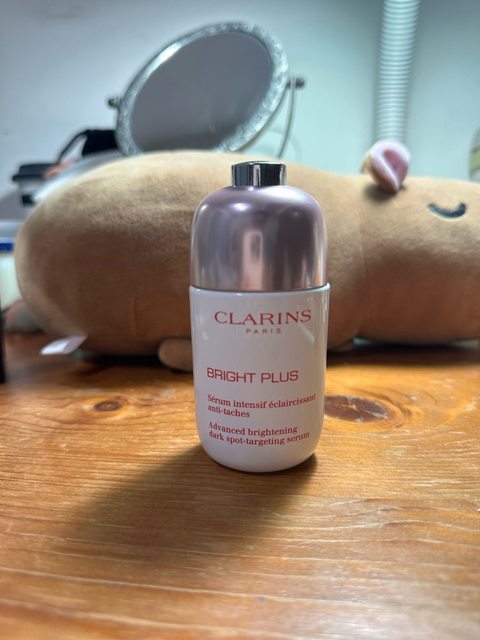 CLARINS
PARIS
BRIGHT PLUS
Sérum intensif éclaircissant
anti-taches
Advanced brightening
dark spot-targeting serum